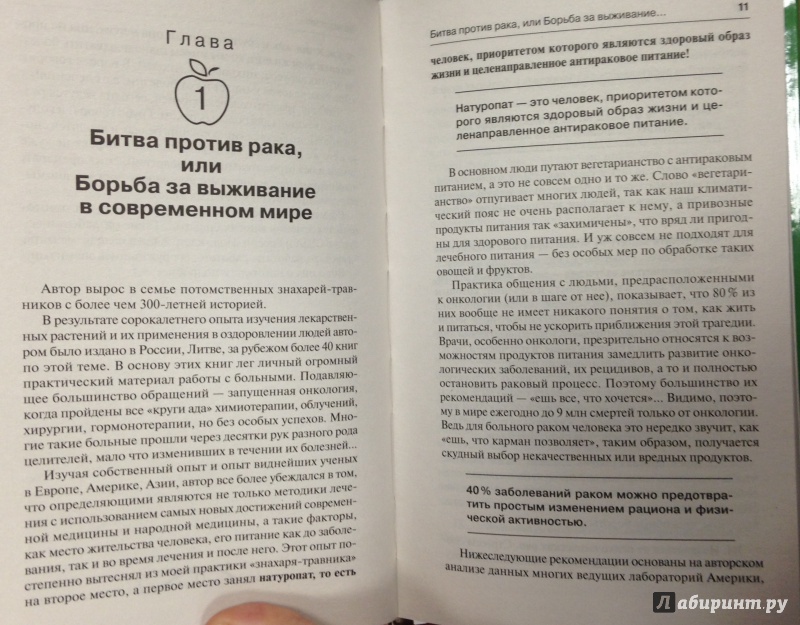 Глава
1
Битва против рака,
или
Борьба за выживание
в современном мире
Автор вырос в семье потомственных знахарей-трав-
ников с более чем 300-летней историей.
В результате сорокалетнего опыта изучения лекарствен-
ных растений и их применения в оздоровлении людей авто-
ром было издано в России, Литве, за рубежом более 40 книг
по этой теме. В основу этих книг лег личный огромный
практический материал работы с больными. Подавляю-
щее большинство обращений – запущенная онкология,
когда пройдены все «круги ада» химиотерапии, облучений,
хирургии, гормонотерапии, но без особых успехов. Мно-
гие такие больные прошли через десятки рук разного рода
целителей, мало что изменивших в течении их болезней...
Изучая собственный опыт и опыт виднейших ученых
в Европе, Америке, Азии, автор все более убеждался в том,
что определяющими являются не только методики лече-
ния с использованием самых новых достижений современ-
ной медицины и народной медицины, а такие факторы,
как место жительства человека, его питание как до заболе-
вания, так и во время лечения и после него. Этот опыт по-
степенно вытеснял из моей практики «знахаря-травника»
на второе место, а первое место занял натуропат, то есть
Битва против рака, или Борьба за выживание...
11
человек, приоритетом которого являются здоровый образ
жизни и целенаправленное антираковое питание!
Натуропат — это человек, приоритетом кото-
рого являются здоровый образ жизни и це-
ленаправленное антираковое питание.
В основном люди путают вегетарианство с антираковым
питанием, а это не совсем одно и то же. Слово «вегетари-
анство» отпугивает многих людей, так как наш климати-
ческий пояс не очень располагает к нему, а привозные
продукты питания так «захимичены», что вряд ли пригод-
ны для здорового питания. И уж совсем не подходят для
лечебного питания – без особых мер по обработке таких
овощей и фруктов.
Практика общения с людьми, предрасположенными
к онкологии (или в шаге от нее), показывает, что 80 % из
них вообще не имеют никакого понятия о том, как жить
и питаться, чтобы не ускорить приближения этой трагедии.
Врачи, особенно онкологи, презрительно относятся к воз-
можностям продуктов питания замедлить развитие онко-
логических заболеваний, их рецидивов, а то и полностью
остановить раковый процесс. Поэтому большинство их
рекомендаций – «ешь все, что хочется»... Видимо, поэто-
му в мире ежегодно до 9 млн смертей только от онкологии.
Ведь для больного раком человека это нередко звучит, как
«ешь, что карман позволяет», таким образом, получается
скудный выбор некачественных или вредных продуктов.
40 % заболеваний раком можно предотвра-
тить простым изменением рациона и физи-
ческой активностью.
Нижеследующие рекомендации основаны на авторском
анализе данных многих ведущих лабораторий Америки,
Лабиринт.ру